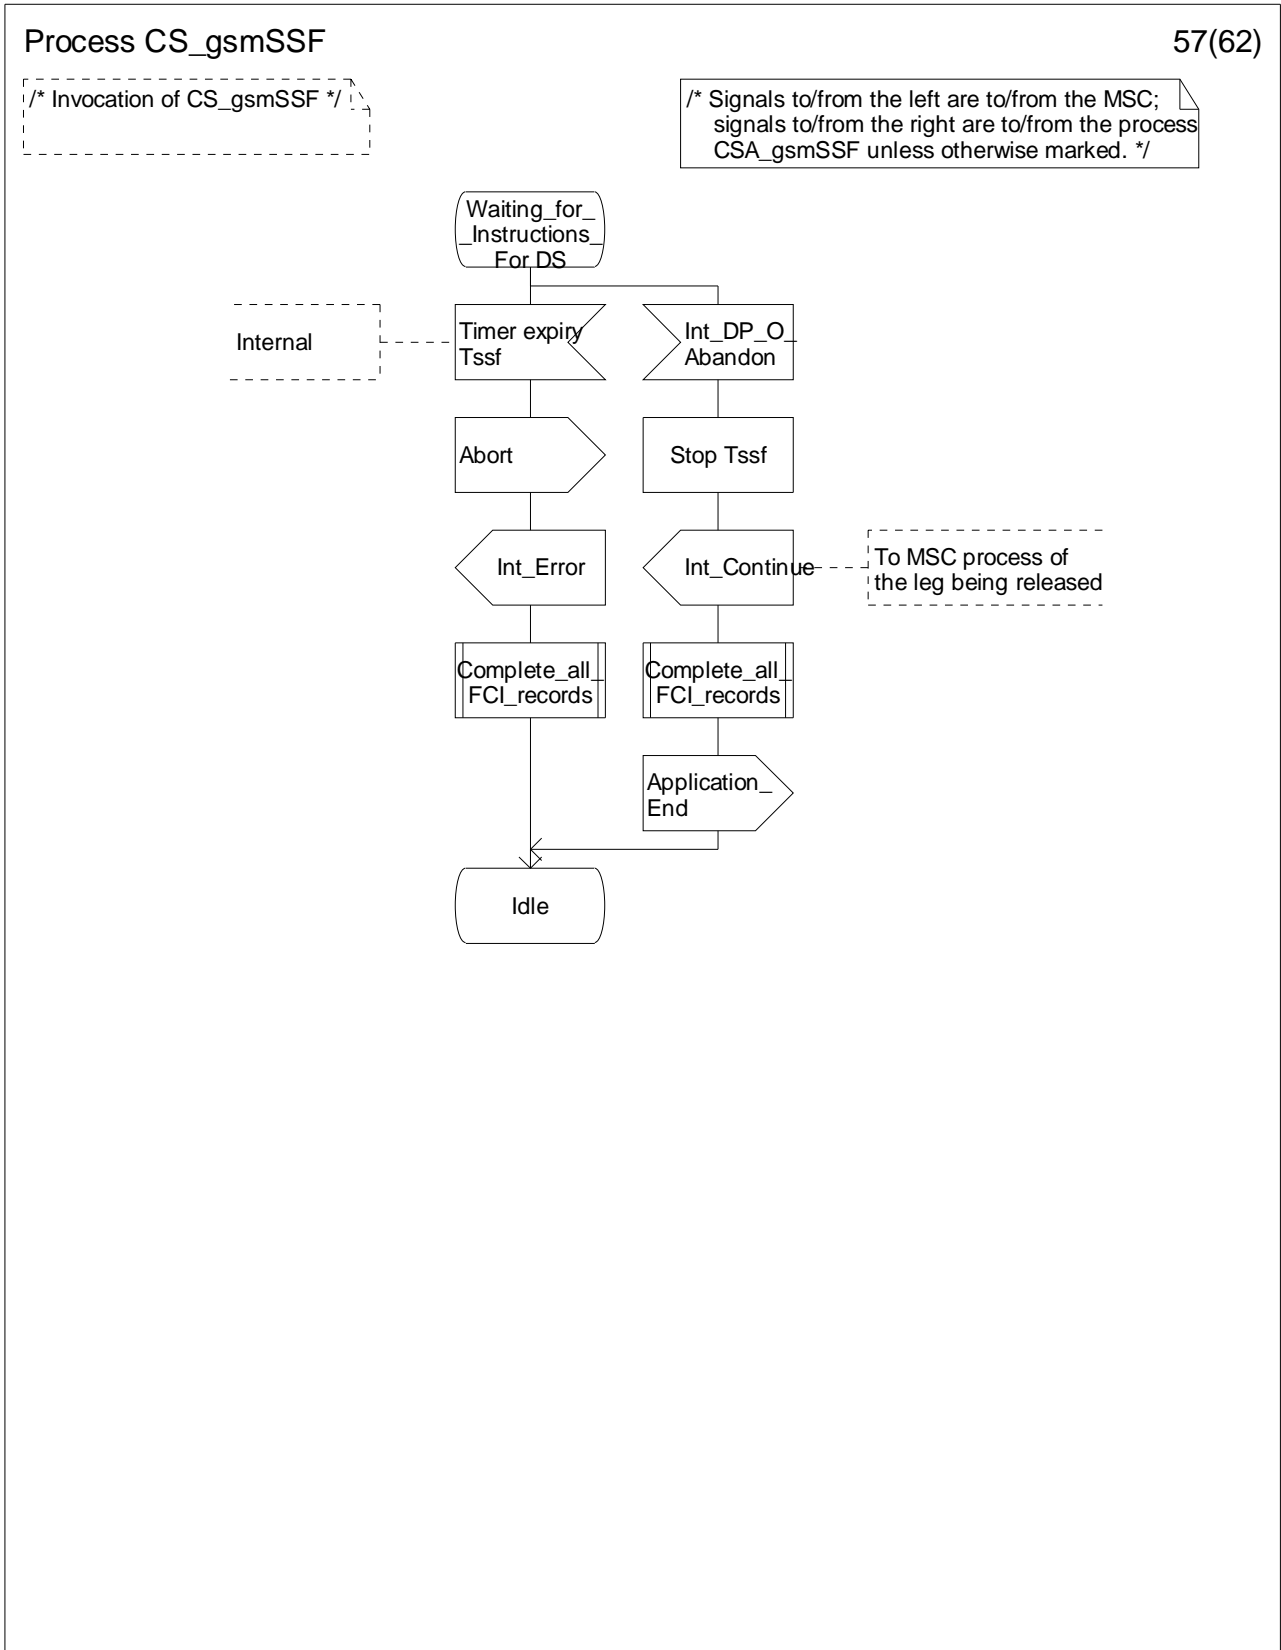 Process CS_gsmSSF
57(62)
/* Invocation of CS_gsmSSF */
/* Signals to/from the left are to/from the MSC;
signals to/from the right are to/from the process
CSA_gsmSSF unless otherwise marked. */
Waiting_for_
_Instructions_
For DS
Internal
Timer expiry
Tssf
Int_DP_O_
Abandon
Abort
Stop Tssf
Int_Error
Int_Continue
To MSC process of
the leg being released
Complete_all_
FCI_records
Complete_all_
FCI_records
Application_
End
Idle